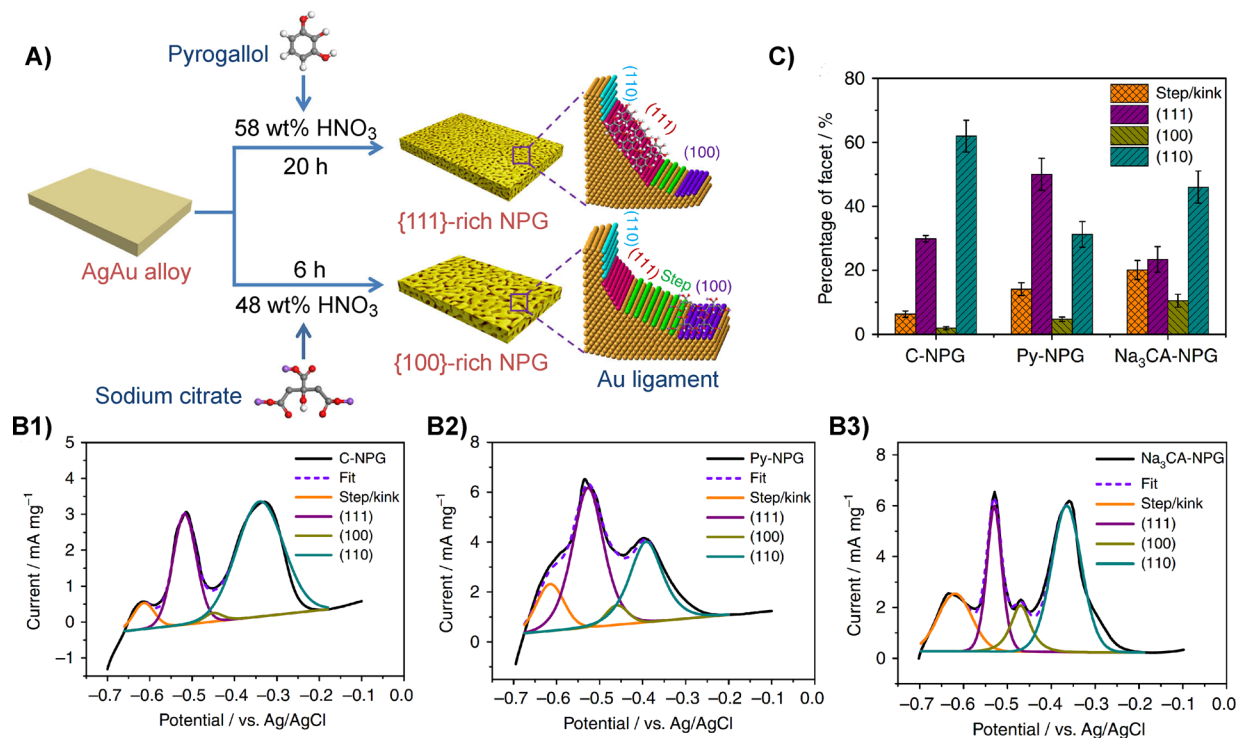 A)
Pyrogallol
58 wt% HNO₃
20 h
{111}-rich NPG
(110)
(111)
(100)
AgAu alloy
6 h
48 wt% HNO₃
{100}-rich NPG
Sodium citrate
(110)
(111)
Step
(100)
Au ligament
C)
Percentage of facet / %
80
60
40
20
0
Step/kink
(111)
(100)
(110)
C-NPG
Py-NPG
Na₃CA-NPG
B1)
Current / mA mg⁻¹
5
4
3
2
1
0
−1
C-NPG
Fit
Step/kink
(111)
(100)
(110)
−0.7
−0.6
−0.5
−0.4
−0.3
−0.2
−0.1
0.0
Potential / vs. Ag/AgCl
B2)
Current / mA mg⁻¹
8
6
4
2
0
Py-NPG
Fit
Step/kink
(111)
(100)
(110)
−0.7
−0.6
−0.5
−0.4
−0.3
−0.2
−0.1
0.0
Potential / vs. Ag/AgCl
B3)
Current / mA mg⁻¹
8
6
4
2
0
Na₃CA-NPG
Fit
Step/kink
(111)
(100)
(110)
−0.7
−0.6
−0.5
−0.4
−0.3
−0.2
−0.1
0.0
Potential / vs. Ag/AgCl